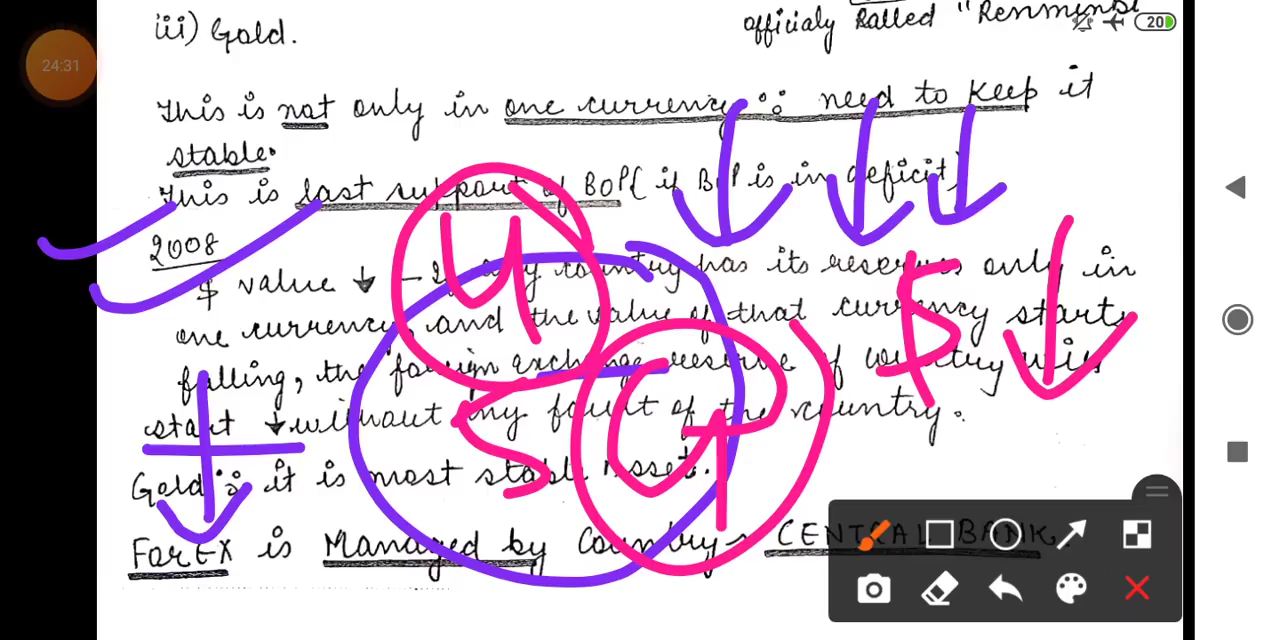 24:31
20
iii) Gold.
officialy Called "Renminbi
This is not only in one currency ∵ need to keep it
stable.
This is last support of BOP( if BOP is in deficit)
2008
$ value ↓ - If any country has its reserves only in
one currency and the value of that currency starts
falling, the foreign exchange reserve of country will
start ↓ without any fault of the country.
Gold ∵ it is most stable Asset.
U
$
S
G
FOREX is Managed by Country's CENTRAL BANK.